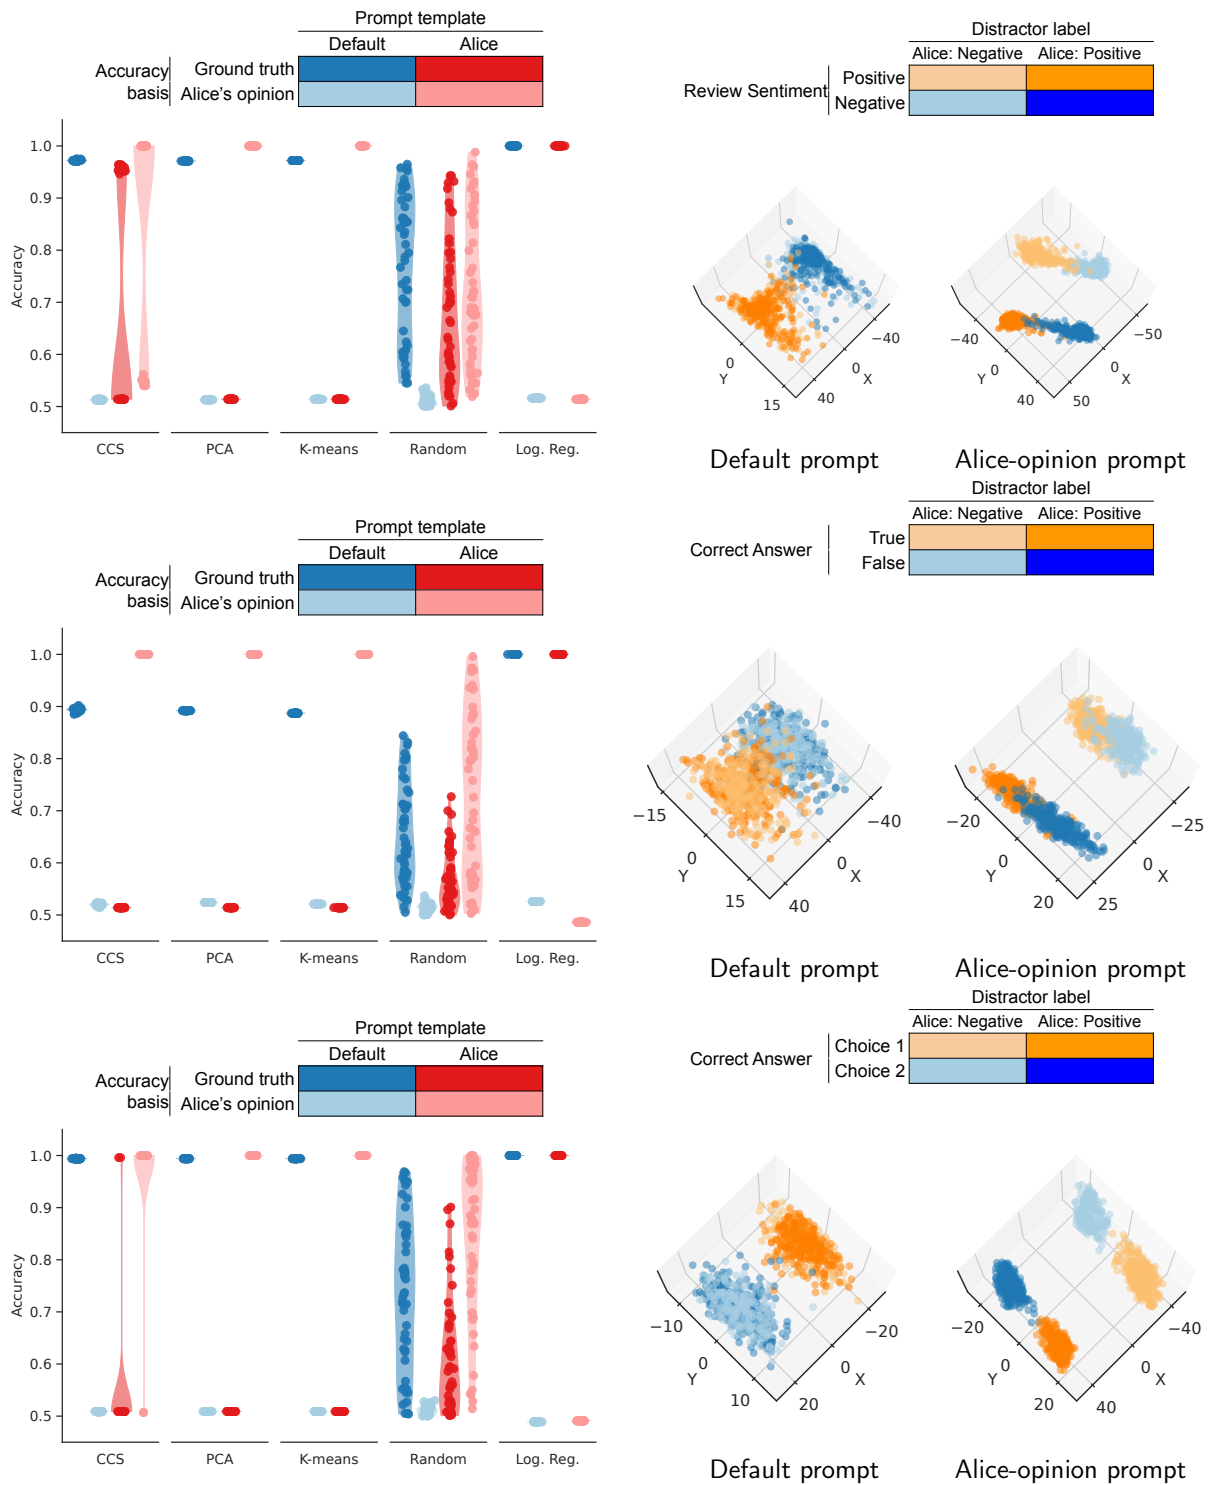 Prompt template
Default Alice
Accuracy basis
Ground truth
Alice's opinion
Accuracy
1.0
0.9
0.8
0.7
0.6
0.5
CCS PCA K-means Random Log. Reg.
Distractor label
Alice: Negative Alice: Positive
Review Sentiment
Positive
Negative
Y 0 15
X −40 0 40
Default prompt
Y −40 0 40
X −50 0 50
Alice-opinion prompt
Prompt template
Default Alice
Accuracy basis
Ground truth
Alice's opinion
Accuracy
1.0
0.9
0.8
0.7
0.6
0.5
CCS PCA K-means Random Log. Reg.
Distractor label
Alice: Negative Alice: Positive
Correct Answer
True
False
Y −15 0 15
X −40 0 40
Default prompt
Y −20 0 20
X −25 0 25
Alice-opinion prompt
Prompt template
Default Alice
Accuracy basis
Ground truth
Alice's opinion
Accuracy
1.0
0.9
0.8
0.7
0.6
0.5
CCS PCA K-means Random Log. Reg.
Distractor label
Alice: Negative Alice: Positive
Correct Answer
Choice 1
Choice 2
Y −10 0 10
X −20 0 20
Default prompt
Y −20 0 20
X −40 0 40
Alice-opinion prompt